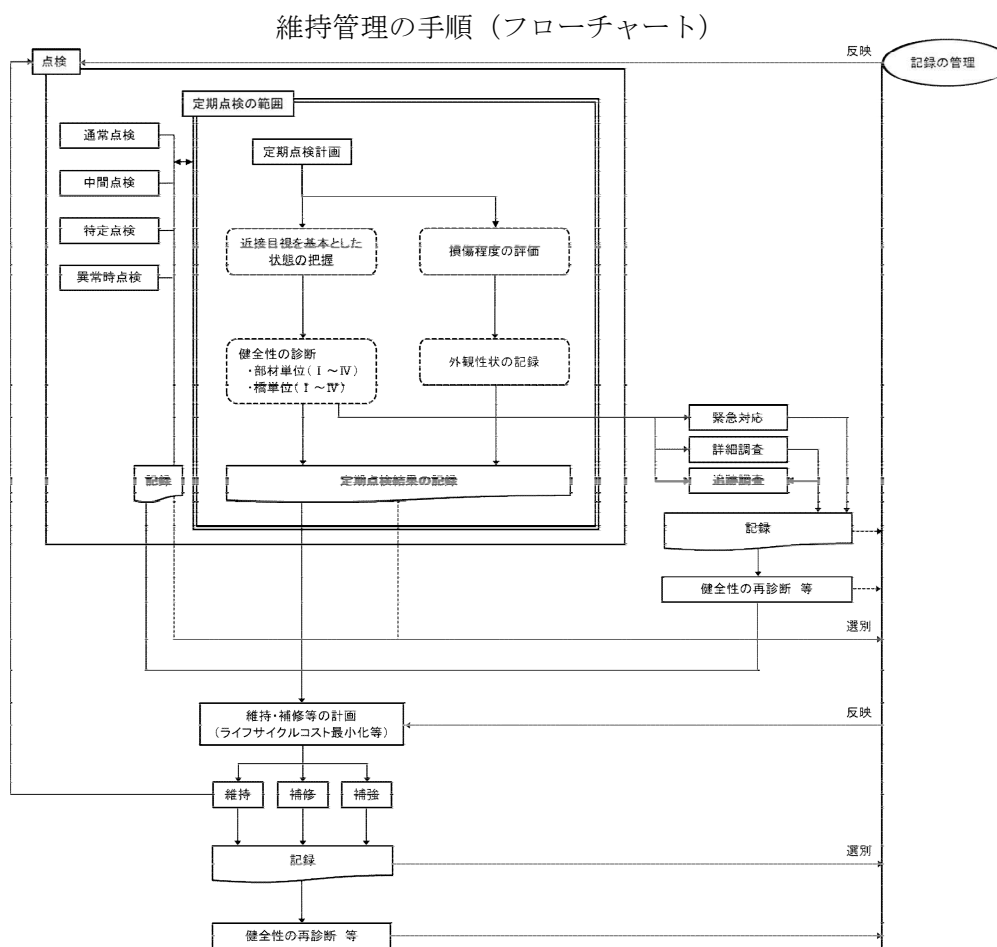 維持管理の手順（フローチャート）
点検
反映
記録の管理
定期点検の範囲
通常点検
定期点検計画
中間点検
特定点検
近接目視を基本とした
状態の把握
損傷程度の評価
異常時点検
健全性の診断
・部材単位(Ⅰ～Ⅳ)
・橋単位(Ⅰ～Ⅳ)
外観性状の記録
緊急対応
詳細調査
追跡調査
記録
定期点検結果の記録
記録
健全性の再診断 等
選別
維持・補修等の計画
(ライフサイクルコスト最小化等)
反映
維持
補修
補強
記録
選別
健全性の再診断 等